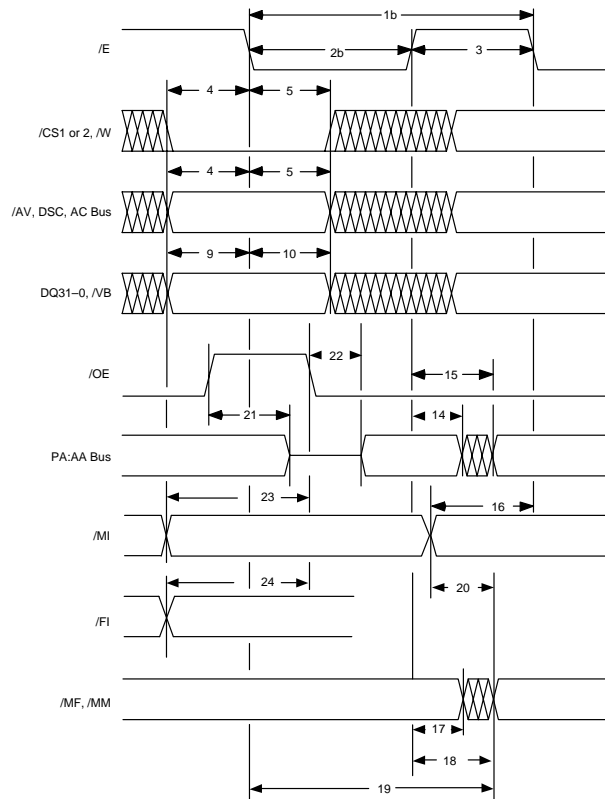 1b
/E
2b
3
4
5
/CS1 or 2, /W
4
5
/AV, DSC, AC Bus
9
10
DQ31–0, /VB
22
/OE
15
21
14
PA:AA Bus
23
16
/MI
24
20
/FI
/MF, /MM
17
18
19